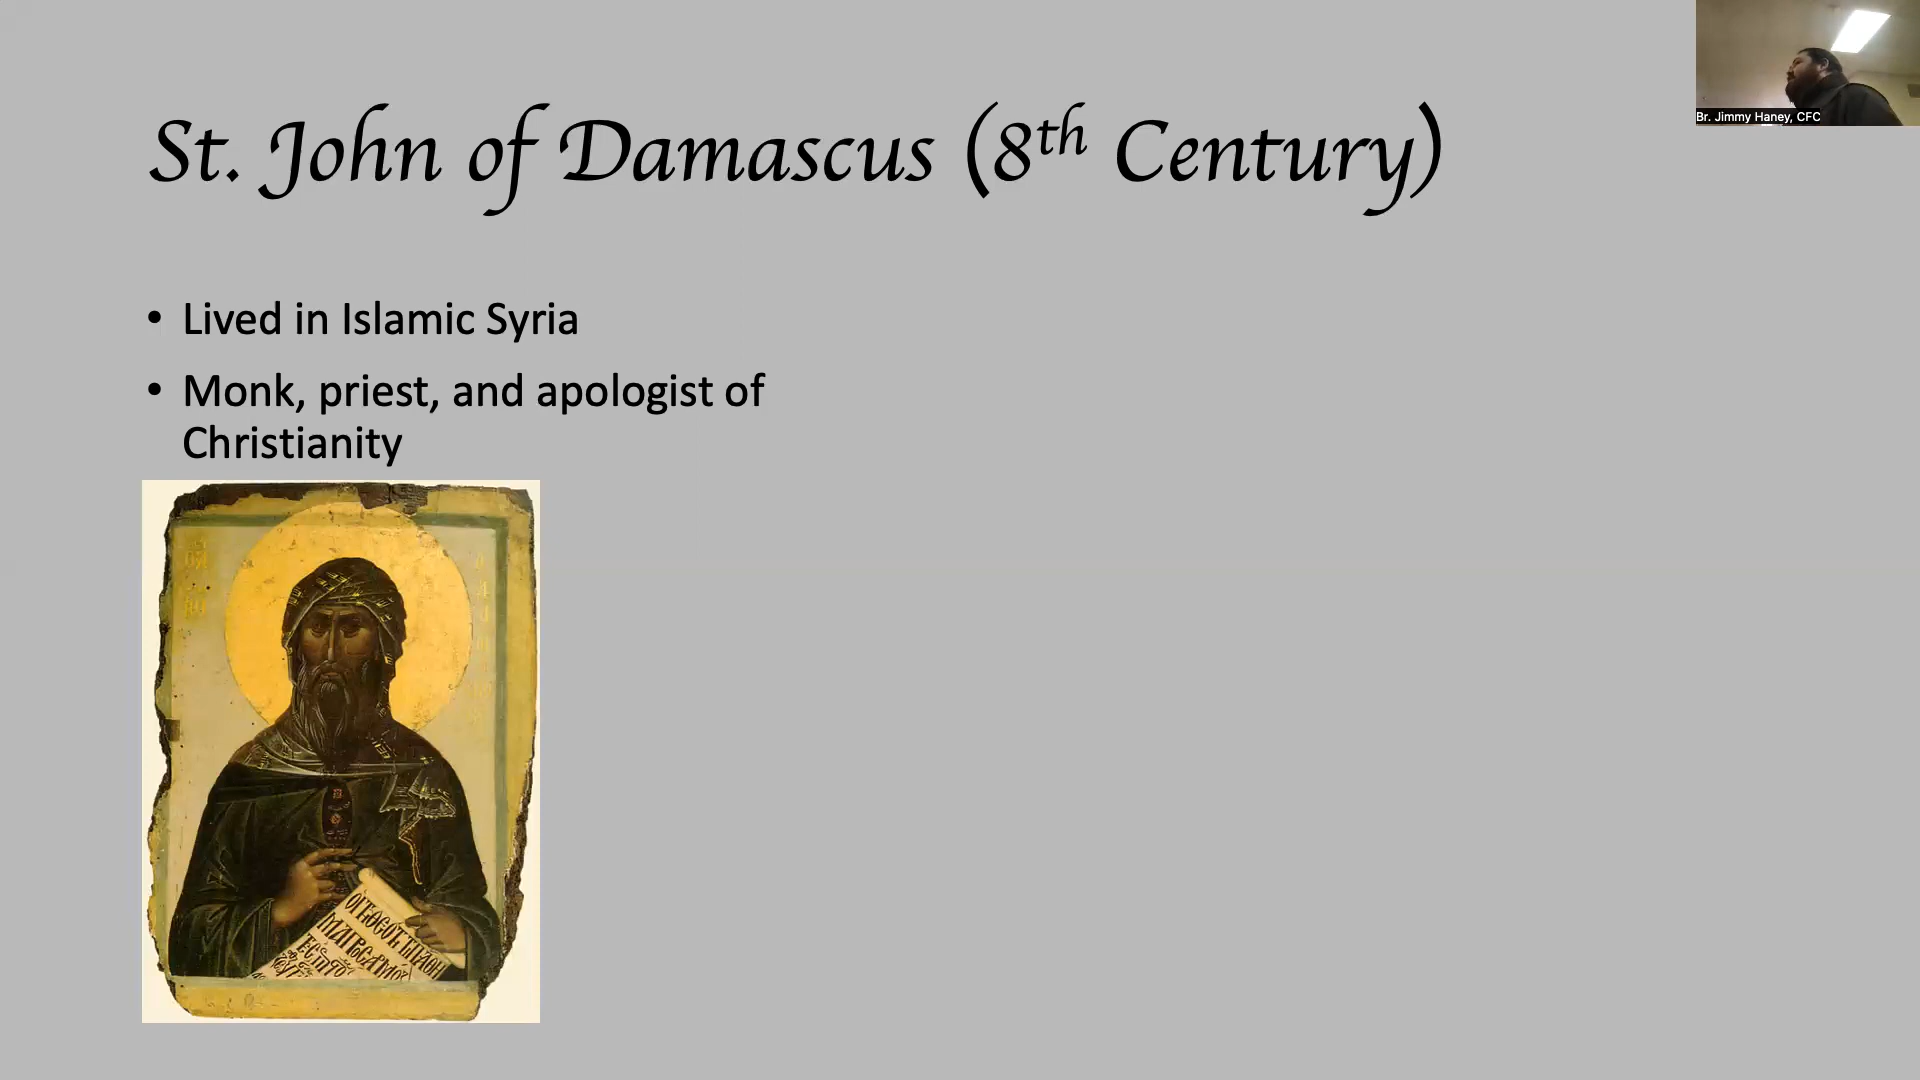 St. John of Damascus (8th Century)
Br. Jimmy Haney, CFC
• Lived in Islamic Syria
• Monk, priest, and apologist of
Christianity